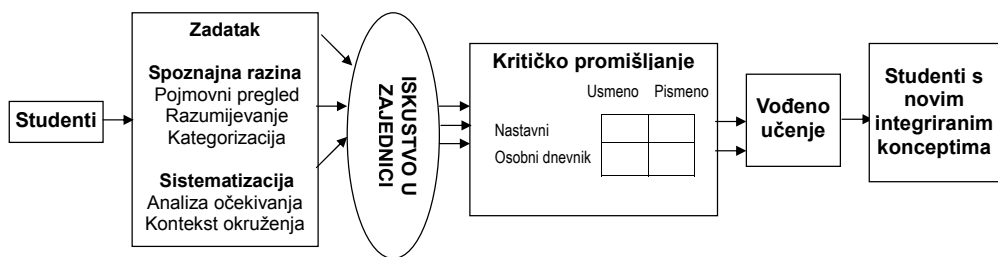 Studenti
Zadatak
Spoznajna razina
Pojmovni pregled
Razumijevanje
Kategorizacija
Sistematizacija
Analiza očekivanja
Kontekst okruženja
ISKUSTVO U
ZAJEDNICI
Kritičko promišljanje
Usmeno Pismeno
Nastavni
Osobni dnevnik
Vođeno
učenje
Studenti s
novim
integriranim
konceptima